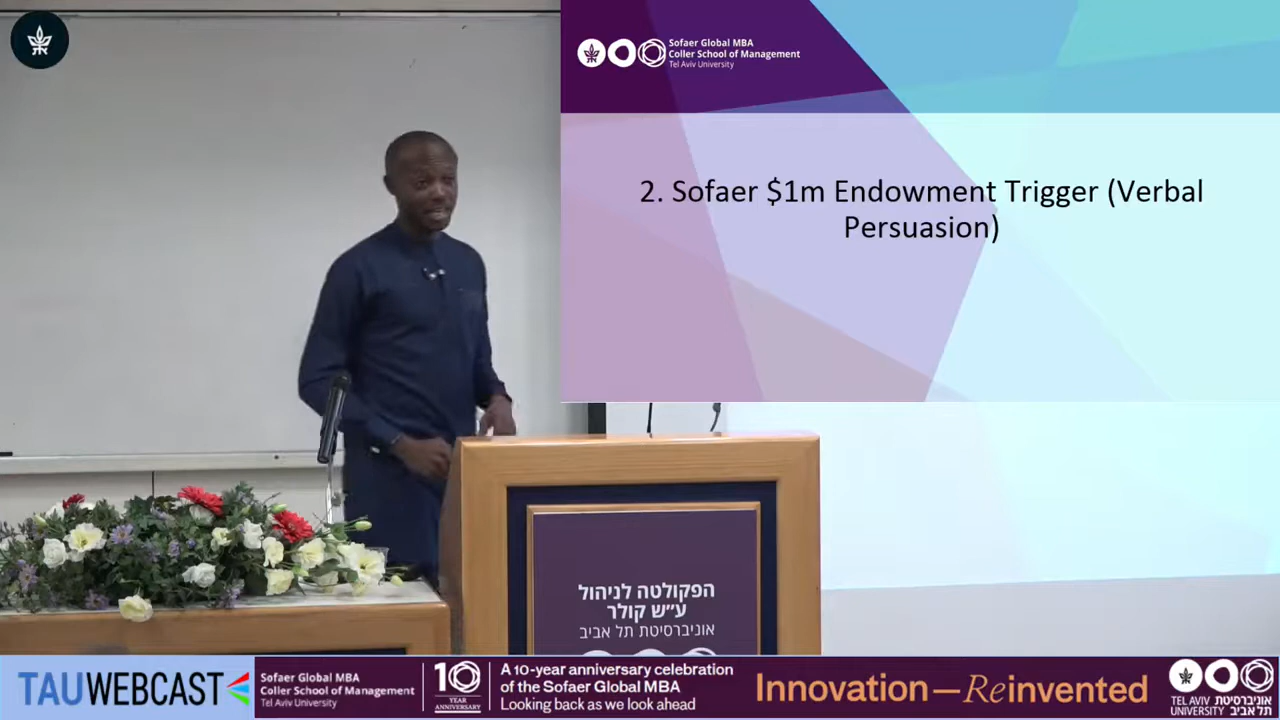 Sofaer Global MBA
Coller School of Management
Tel Aviv University
2. Sofaer $1m Endowment Trigger (Verbal
Persuasion)
הפקולטה לניהול
ע״ש קולר
אוניברסיטת תל אביב
TAUWEBCAST
Sofaer Global MBA
Coller School of Management
Tel Aviv University
10
YEAR
ANNIVERSARY
A 10-year anniversary celebration
of the Sofaer Global MBA
Looking back as we look ahead
Innovation—Reinvented
TEL AVIV אוניברסיטת
UNIVERSITY תל אביב